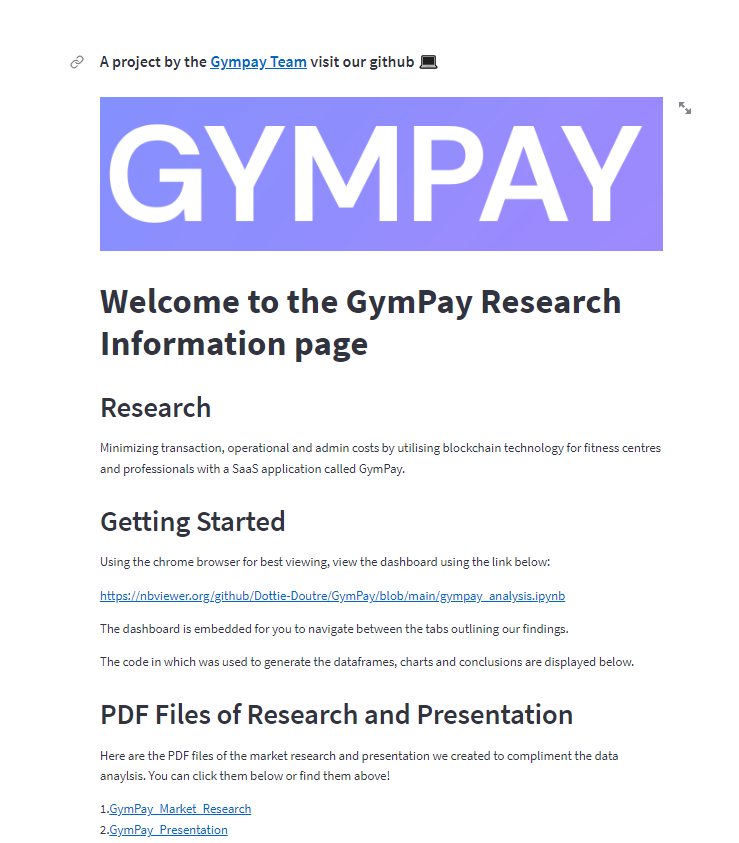 A project by the Gympay Team visit our github 💻
GYMPAY
Welcome to the GymPay Research
Information page
Research
Minimizing transaction, operational and admin costs by utilising blockchain technology for fitness centres
and professionals with a SaaS application called GymPay.
Getting Started
Using the chrome browser for best viewing, view the dashboard using the link below:
https://nbviewer.org/github/Dottie-Doutre/GymPay/blob/main/gympay_analysis.ipynb
The dashboard is embedded for you to navigate between the tabs outlining our findings.
The code in which was used to generate the dataframes, charts and conclusions are displayed below.
PDF Files of Research and Presentation
Here are the PDF files of the market research and presentation we created to compliment the data
anaylsis. You can click them below or find them above!
1.GymPay_Market_Research
2.GymPay_Presentation